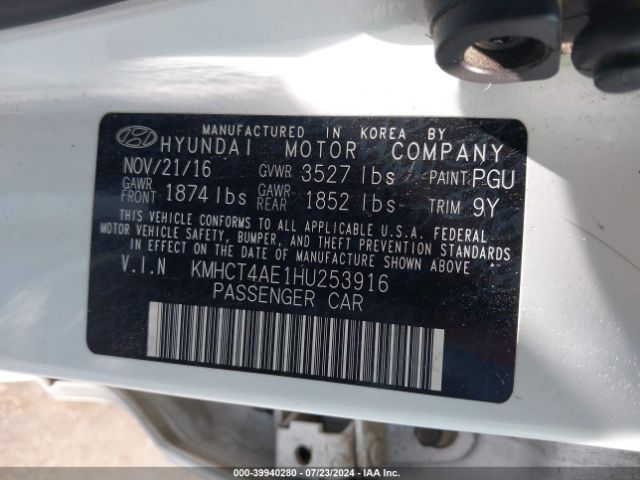 MANUFACTURED IN KOREA BY
HYUNDAI MOTOR COMPANY
NOV/21/16 GVWR 3527 lbs PAINT PGU
GAWR FRONT 1874 lbs GAWR REAR 1852 lbs TRIM 9Y
THIS VEHICLE CONFORMS TO ALL APPLICABLE U.S.A. FEDERAL
MOTOR VEHICLE SAFETY, BUMPER, AND THEFT PREVENTION STANDARDS
IN EFFECT ON THE DATE OF MANUFACTURE SHOWN ABOVE.
V.I.N KMHCT4AE1HU253916
PASSENGER CAR
000-39940280 - 07/23/2024 - IAA Inc.